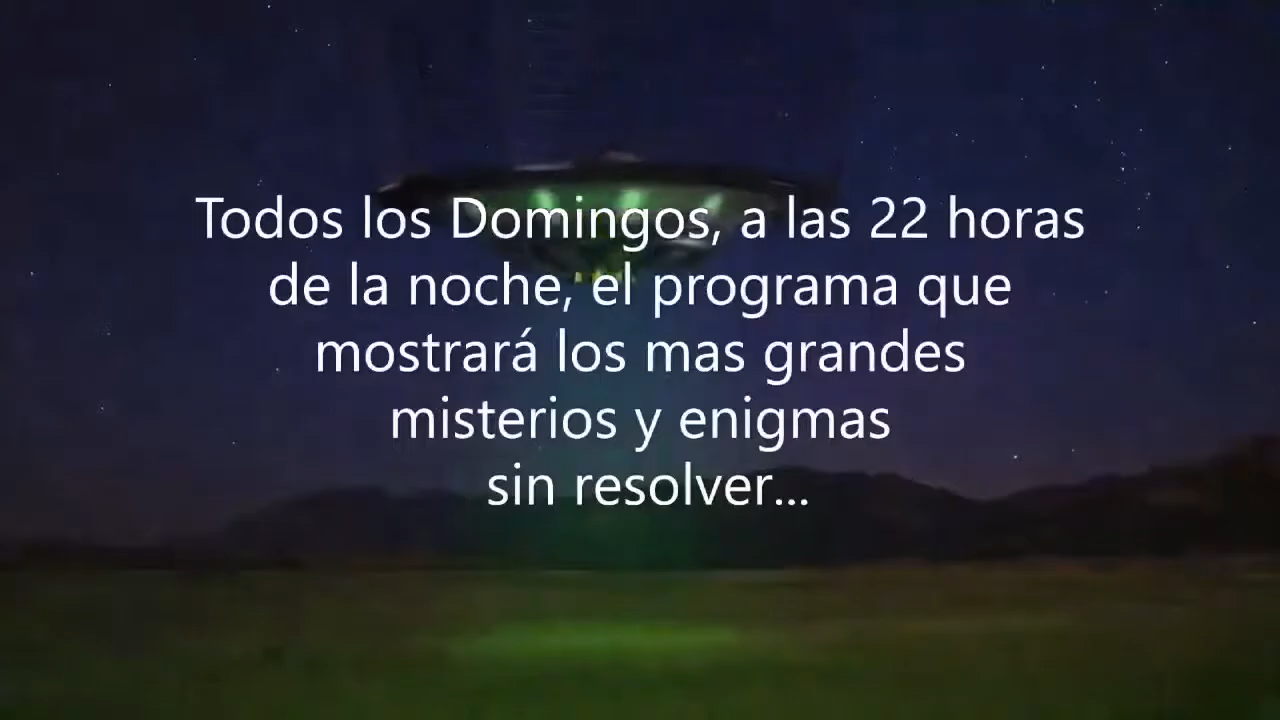 Todos los Domingos, a las 22 horas
de la noche, el programa que
mostrará los mas grandes
misterios y enigmas
sin resolver...